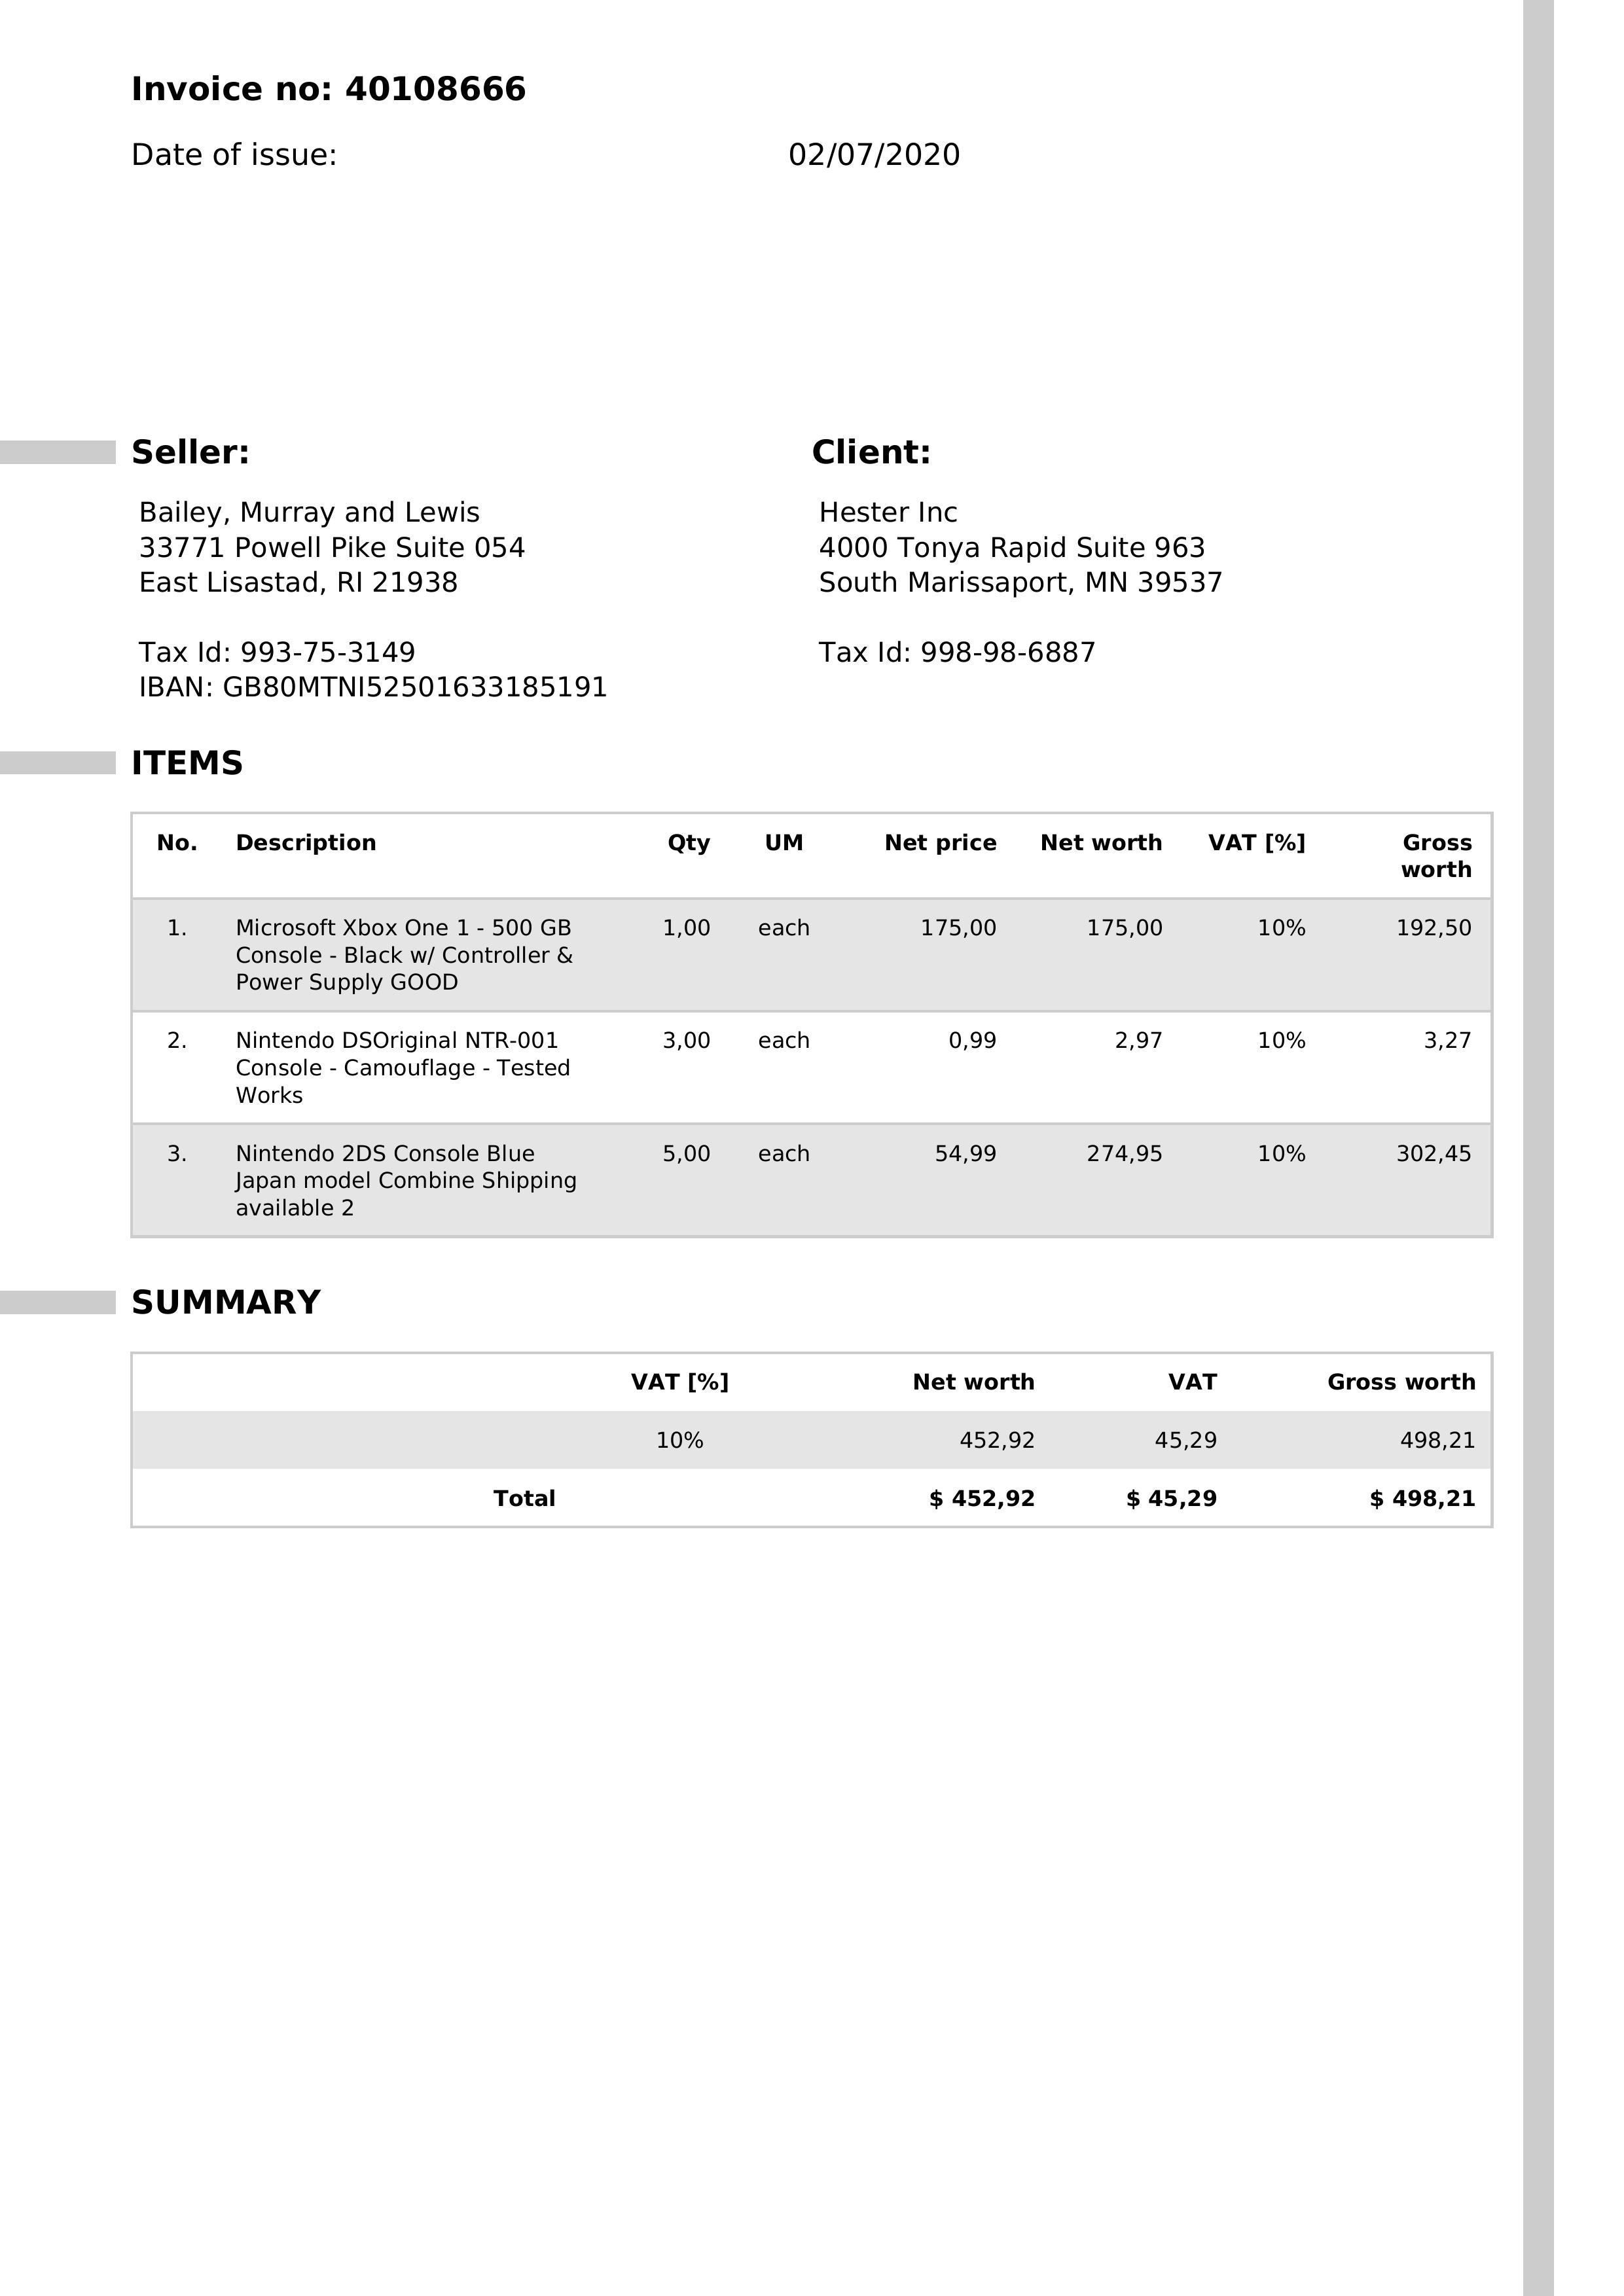 Invoice no: 40108666
Date of issue: 02/07/2020
Seller:
Bailey, Murray and Lewis
33771 Powell Pike Suite 054
East Lisastad, RI 21938
Tax Id: 993-75-3149
IBAN: GB80MTNI52501633185191
Client:
Hester Inc
4000 Tonya Rapid Suite 963
South Marissaport, MN 39537
Tax Id: 998-98-6887
ITEMS
No. Description Qty UM Net price Net worth VAT [%] Gross
worth
1. Microsoft Xbox One 1 - 500 GB 1,00 each 175,00 175,00 10% 192,50
Console - Black w/ Controller &
Power Supply GOOD
2. Nintendo DSOriginal NTR-001 3,00 each 0,99 2,97 10% 3,27
Console - Camouflage - Tested
Works
3. Nintendo 2DS Console Blue 5,00 each 54,99 274,95 10% 302,45
Japan model Combine Shipping
available 2
SUMMARY
VAT [%] Net worth VAT Gross worth
10% 452,92 45,29 498,21
Total $ 452,92 $ 45,29 $ 498,21